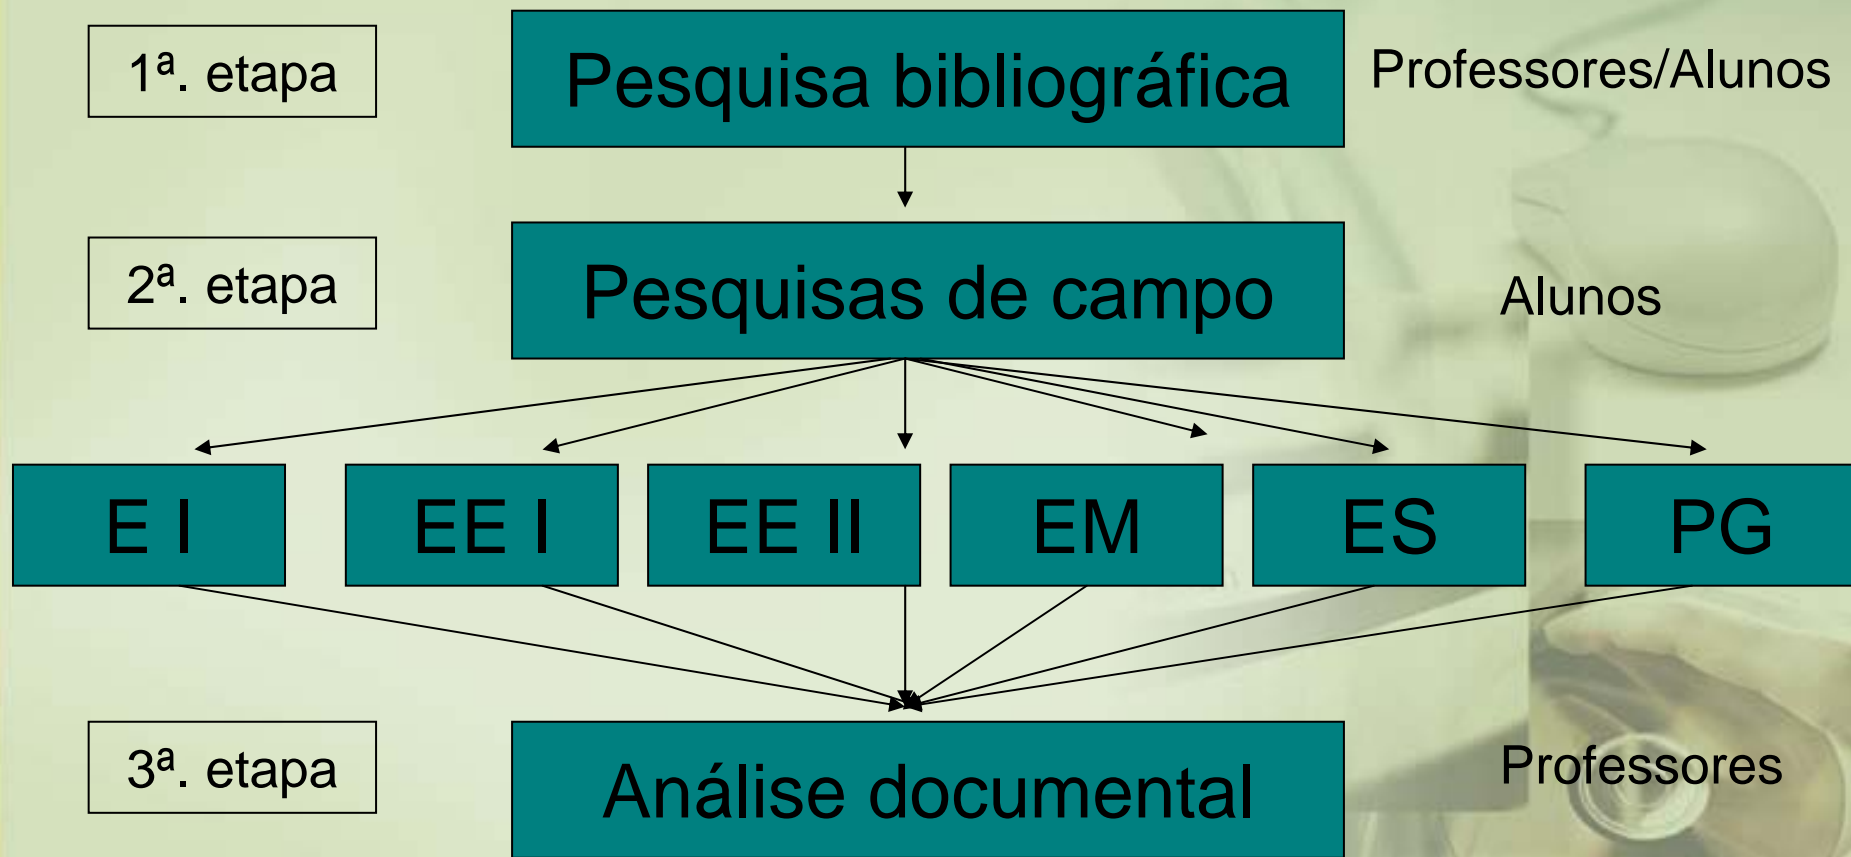 1ª. etapa
Pesquisa bibliográfica
Professores/Alunos
2ª. etapa
Pesquisas de campo
Alunos
E I
EE I
EE II
EM
ES
PG
3ª. etapa
Análise documental
Professores